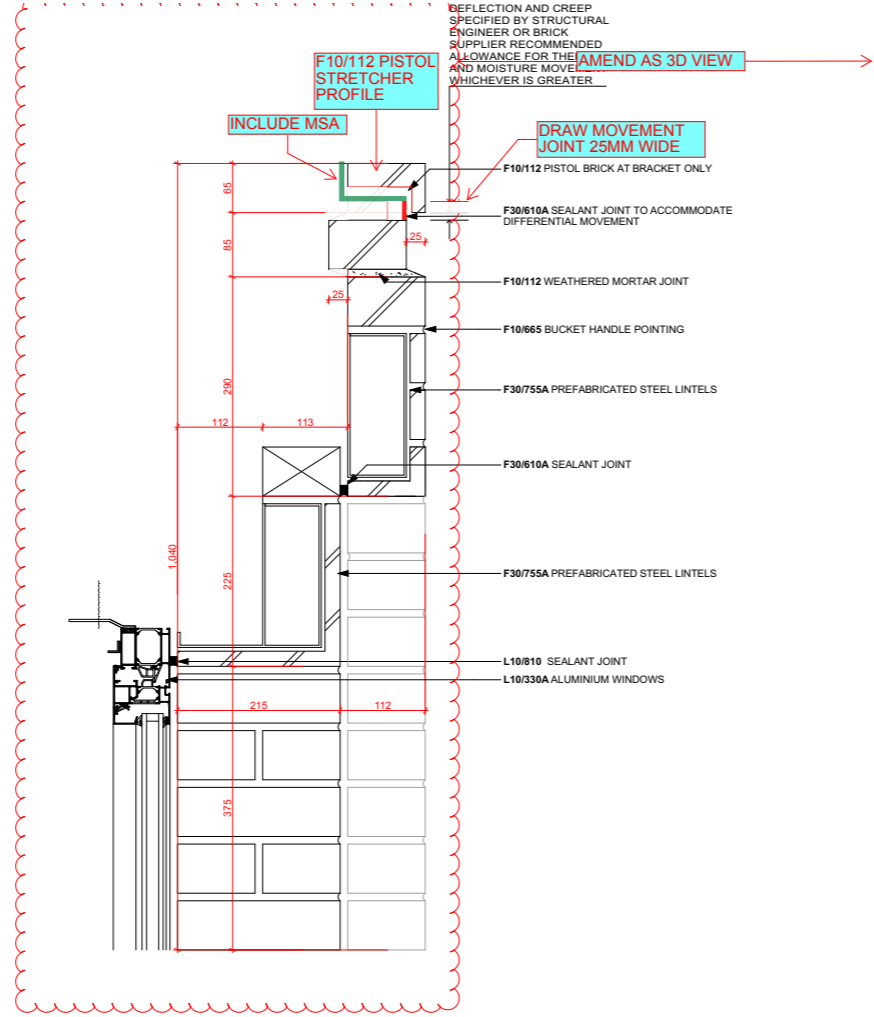 DEFLECTION AND CREEP
SPECIFIED BY STRUCTURAL
ENGINEER OR BRICK
SUPPLIER RECOMMENDED
ALLOWANCE FOR
AND MOISTURE
WHICHEVER IS GREATER
AMEND AS 3D VIEW
F10/112 PISTOL
STRETCHER
PROFILE
INCLUDE MSA
DRAW MOVEMENT
JOINT 25MM WIDE
F10/112 PISTOL BRICK AT BRACKET ONLY
65
F30/610A SEALANT JOINT TO ACCOMMODATE
DIFFERENTIAL MOVEMENT
25
85
F10/112 WEATHERED MORTAR JOINT
25
F10/665 BUCKET HANDLE POINTING
290
F30/755A PREFABRICATED STEEL LINTELS
112
113
F30/610A SEALANT JOINT
1,040
225
F30/755A PREFABRICATED STEEL LINTELS
L10/810 SEALANT JOINT
L10/330A ALUMINIUM WINDOWS
215
112
375